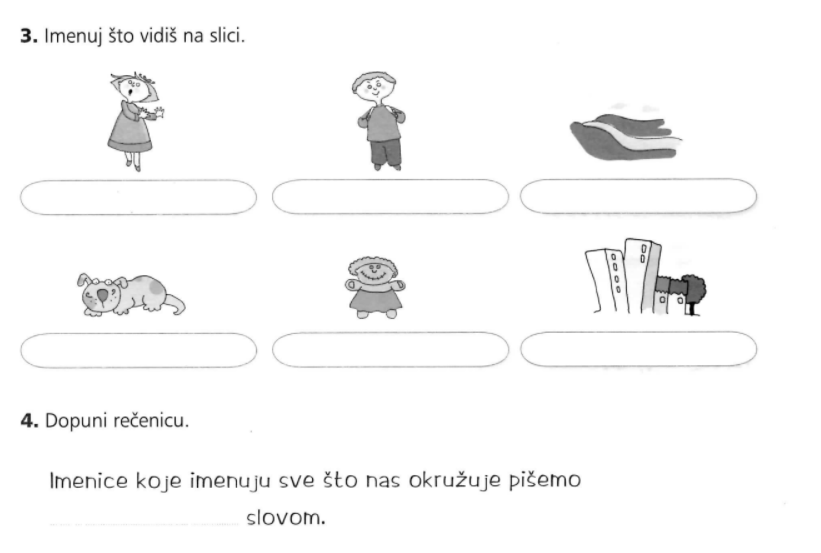 3. Imenuj što vidiš na slici.
4. Dopuni rečenicu.
Imenice koje imenuju sve što nas okružuje pišemo
slovom.